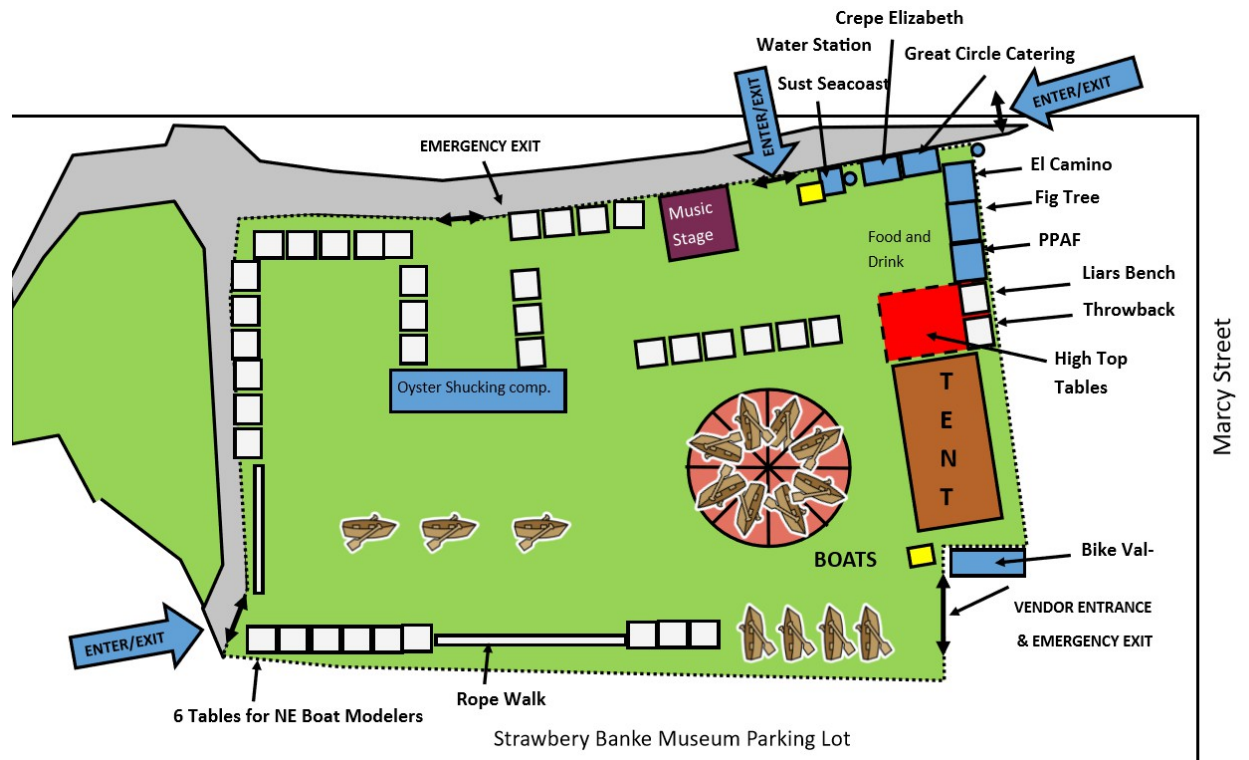 Crepe Elizabeth
Water Station
Great Circle Catering
Sust Seacoast
ENTER/EXIT
ENTER/EXIT
EMERGENCY EXIT
El Camino
Fig Tree
Music
Stage
Food and
Drink
PPAF
Liars Bench
Throwback
High Top
Tables
Oyster Shucking comp.
T
E
N
T
Marcy Street
BOATS
Bike Val-
VENDOR ENTRANCE
& EMERGENCY EXIT
ENTER/EXIT
Rope Walk
6 Tables for NE Boat Modelers
Strawbery Banke Museum Parking Lot